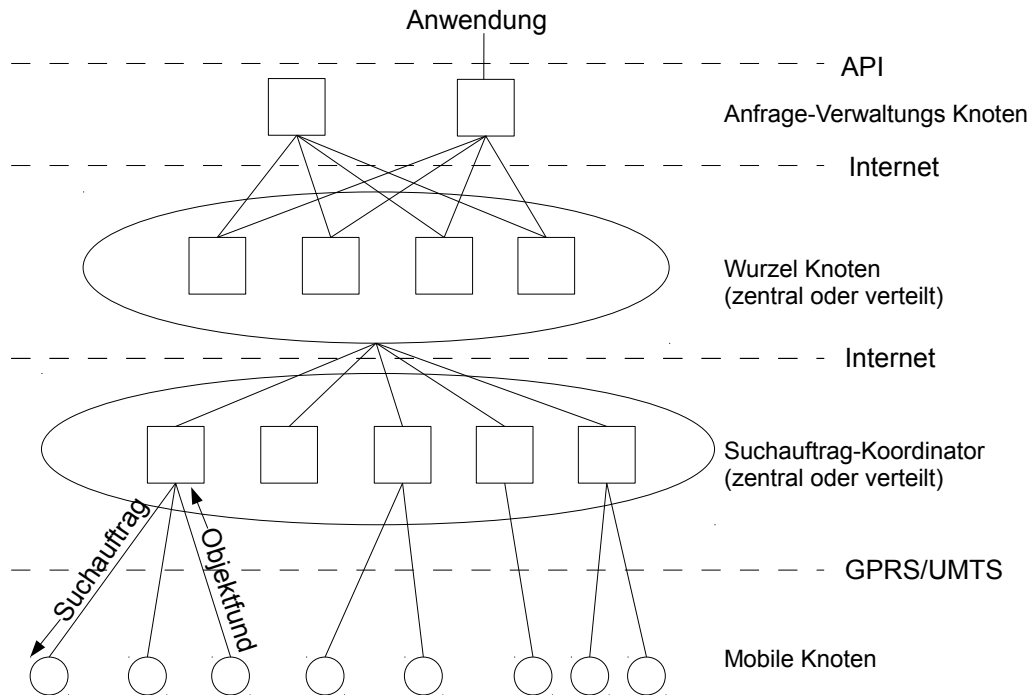 Anwendung
API
Anfrage-Verwaltungs Knoten
Internet
Wurzel Knoten
(zentral oder verteilt)
Internet
Suchauftrag-Koordinator
(zentral oder verteilt)
Suchauftrag
Objektfund
GPRS/UMTS
Mobile Knoten